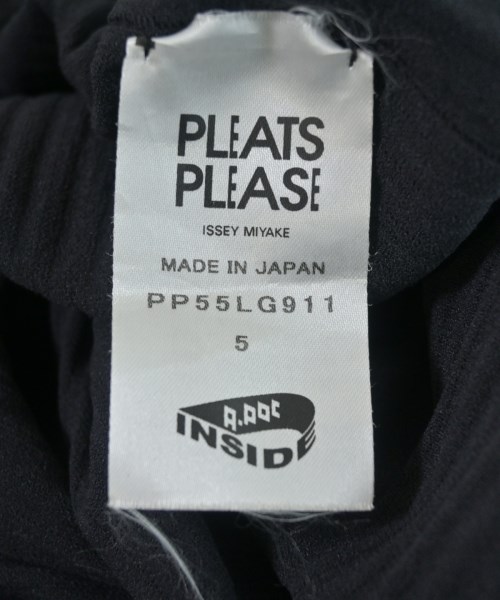 PLEATS
PLEASE
ISSEY MIYAKE
MADE IN JAPAN
PP55LG911
5
A.POC
INSIDE